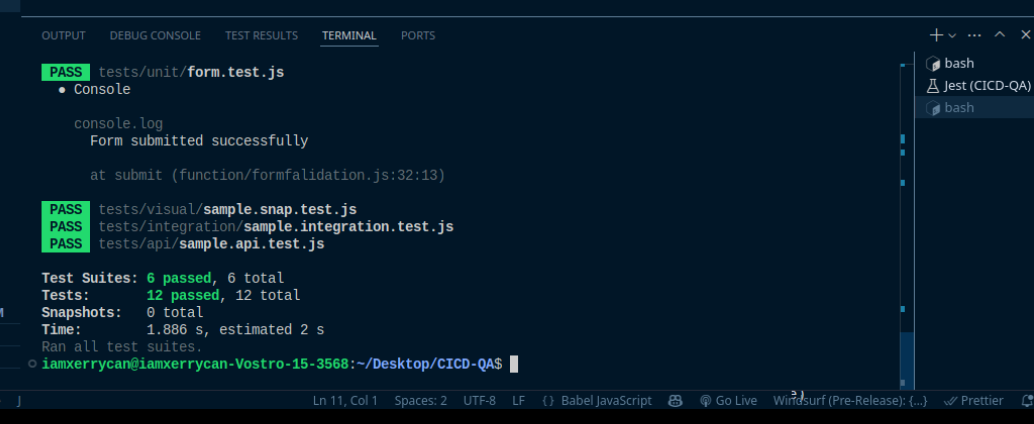 OUTPUT DEBUG CONSOLE TEST RESULTS TERMINAL PORTS
PASS tests/unit/form.test.js
● Console
console.log
Form submitted successfully
at submit (function/formfalidation.js:32:13)
PASS tests/visual/sample.snap.test.js
PASS tests/integration/sample.integration.test.js
PASS tests/api/sample.api.test.js
Test Suites: 6 passed, 6 total
Tests: 12 passed, 12 total
Snapshots: 0 total
Time: 1.886 s, estimated 2 s
Ran all test suites.
iamxerrycan@iamxerrycan-Vostro-15-3568:~/Desktop/CICD-QA$
bash
Jest (CICD-QA)
bash
Ln 11, Col 1 Spaces: 2 UTF-8 LF {} Babel JavaScript Go Live Windsurf (Pre-Release): {...} Prettier